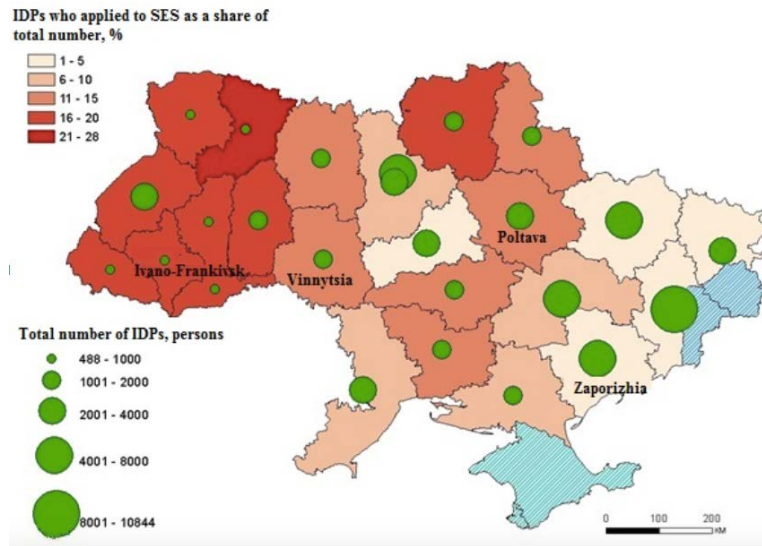 IDPs who applied to SES as a share of
total number, %
1 - 5
6 - 10
11 - 15
16 - 20
21 - 28
Poltava
Ivano-Frankivsk
Vinnytsia
Zaporizhia
Total number of IDPs, persons
488 - 1000
1001 - 2000
2001 - 4000
4001 - 8000
8001 - 10844
0 100 200
КМ